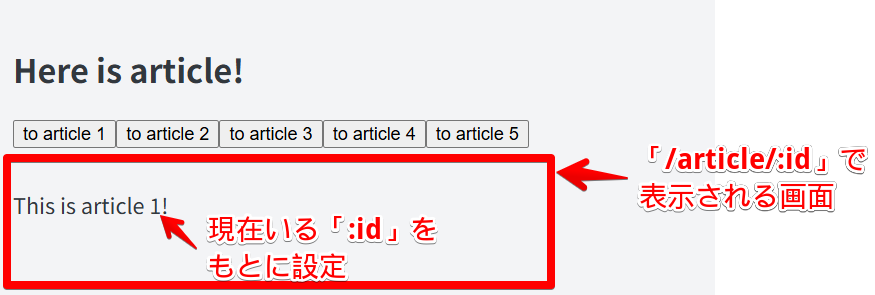 Here is article!
to article 1 to article 2 to article 3 to article 4 to article 5
「/article/:id」で
表示される画面
This is article 1!
現在いる「:id」を
もとに設定